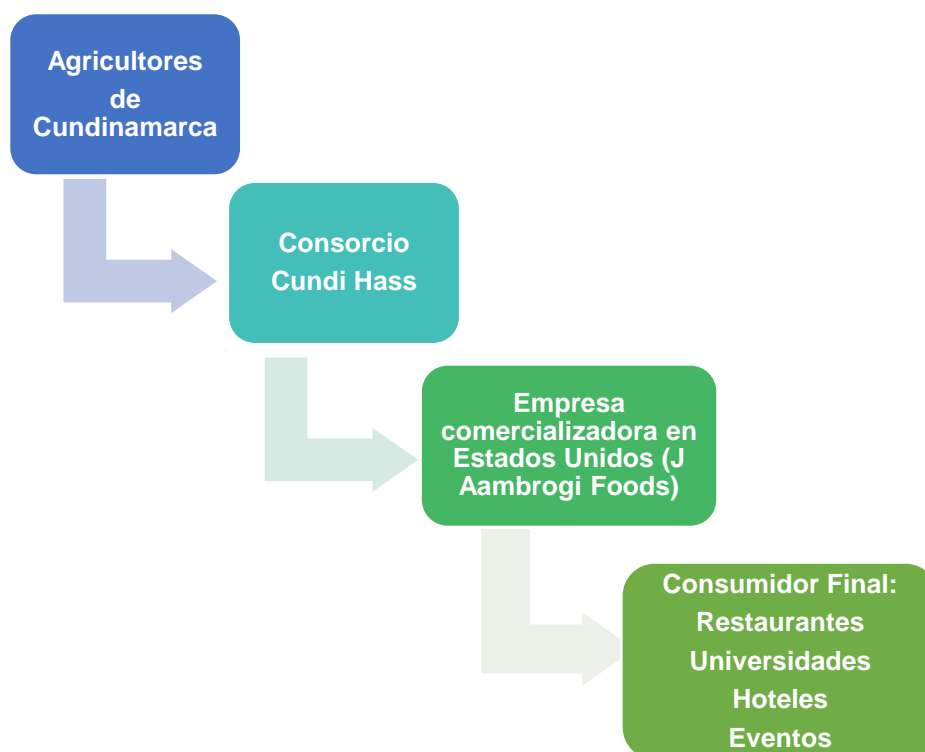 Agricultores
de
Cundinamarca
Consorcio
Cundi Hass
Empresa
comercializadora en
Estados Unidos (J
Aambrogi Foods)
Consumidor Final:
Restaurantes
Universidades
Hoteles
Eventos